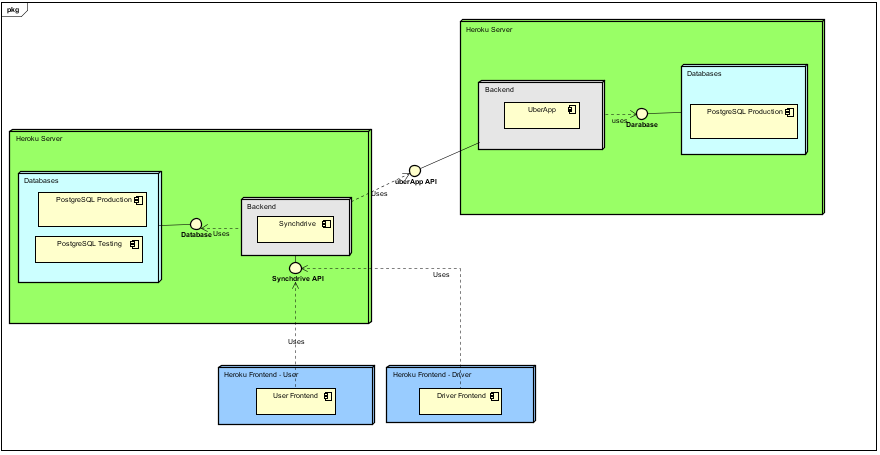 pkg
Heroku Server
Backend
UberApp
uses
Darabase
Databases
PostgreSQL Production
Heroku Server
Databases
PostgreSQL Production
PostgreSQL Testing
Database
Uses
Backend
Synchdrive
Uses
uberApp API
Synchdrive API
Uses
Uses
Heroku Frontend - User
User Frontend
Heroku Frontend - Driver
Driver Frontend